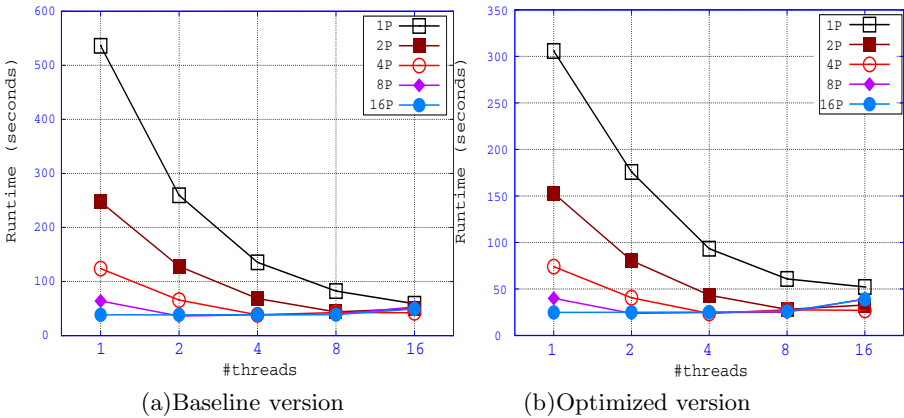 600
500
400
300
200
100
0
Runtime (seconds)
1P
2P
4P
8P
16P
1 2 4 8 16
#threads
(a)Baseline version
350
300
250
200
150
100
50
0
Runtime (seconds)
1P
2P
4P
8P
16P
1 2 4 8 16
#threads
(b)Optimized version